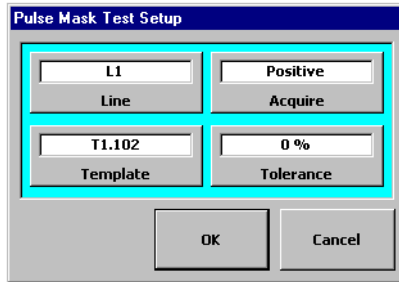 Pulse Mask Test Setup
L1
Positive
Line
Acquire
T1.102
0 %
Template
Tolerance
OK
Cancel